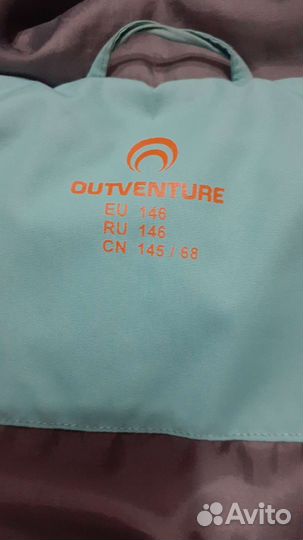 OUTVENTURE
EU 146
RU 146
CN 145 / 68
Avito